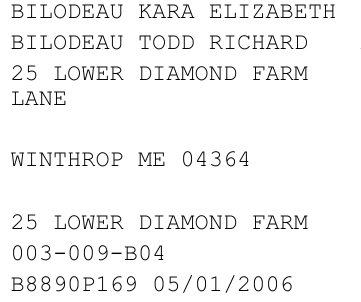 BILODEAU KARA ELIZABETH
BILODEAU TODD RICHARD
25 LOWER DIAMOND FARM
LANE
WINTHROP ME 04364
25 LOWER DIAMOND FARM
003-009-B04
B8890P169 05/01/2006